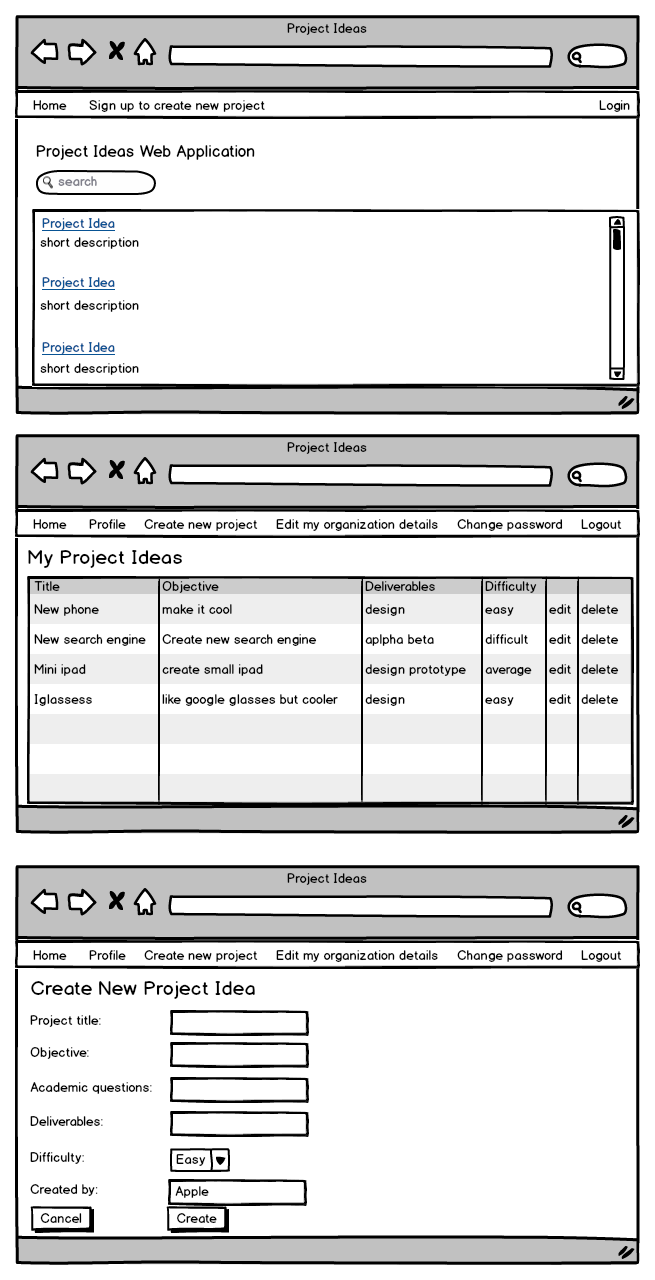 Project Ideas
Home Sign up to create new project Login
Project Ideas Web Application
search
Project Idea
short description
Project Idea
short description
Project Idea
short description
Project Ideas
Home Profile Create new project Edit my organization details Change password Logout
My Project Ideas
Title Objective Deliverables Difficulty
New phone make it cool design easy edit delete
New search engine Create new search engine aplpha beta difficult edit delete
Mini ipad create small ipad design prototype average edit delete
Iglassess like google glasses but cooler design easy edit delete
Project Ideas
Home Profile Create new project Edit my organization details Change password Logout
Create New Project Idea
Project title:
Objective:
Academic questions:
Deliverables:
Difficulty: Easy
Created by: Apple
Cancel Create